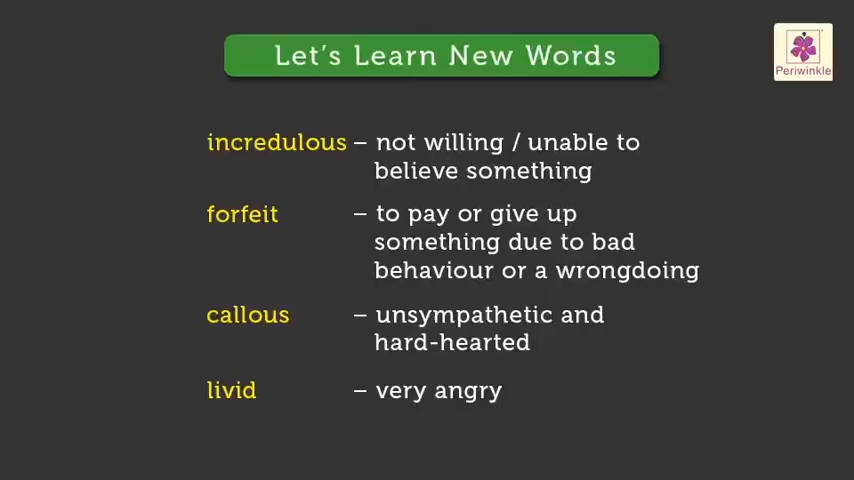 Let's Learn New Words
Periwinkle
incredulous – not willing / unable to
believe something
forfeit – to pay or give up
something due to bad
behaviour or a wrongdoing
callous – unsympathetic and
hard-hearted
livid – very angry